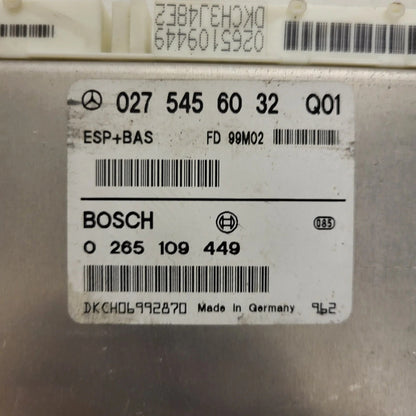 0265109449
DKCH3J48E2
027 545 60 32 Q01
ESP+BAS FD 99M02
BOSCH 085
0 265 109 449
DKCH06992870 Made in Germany 962